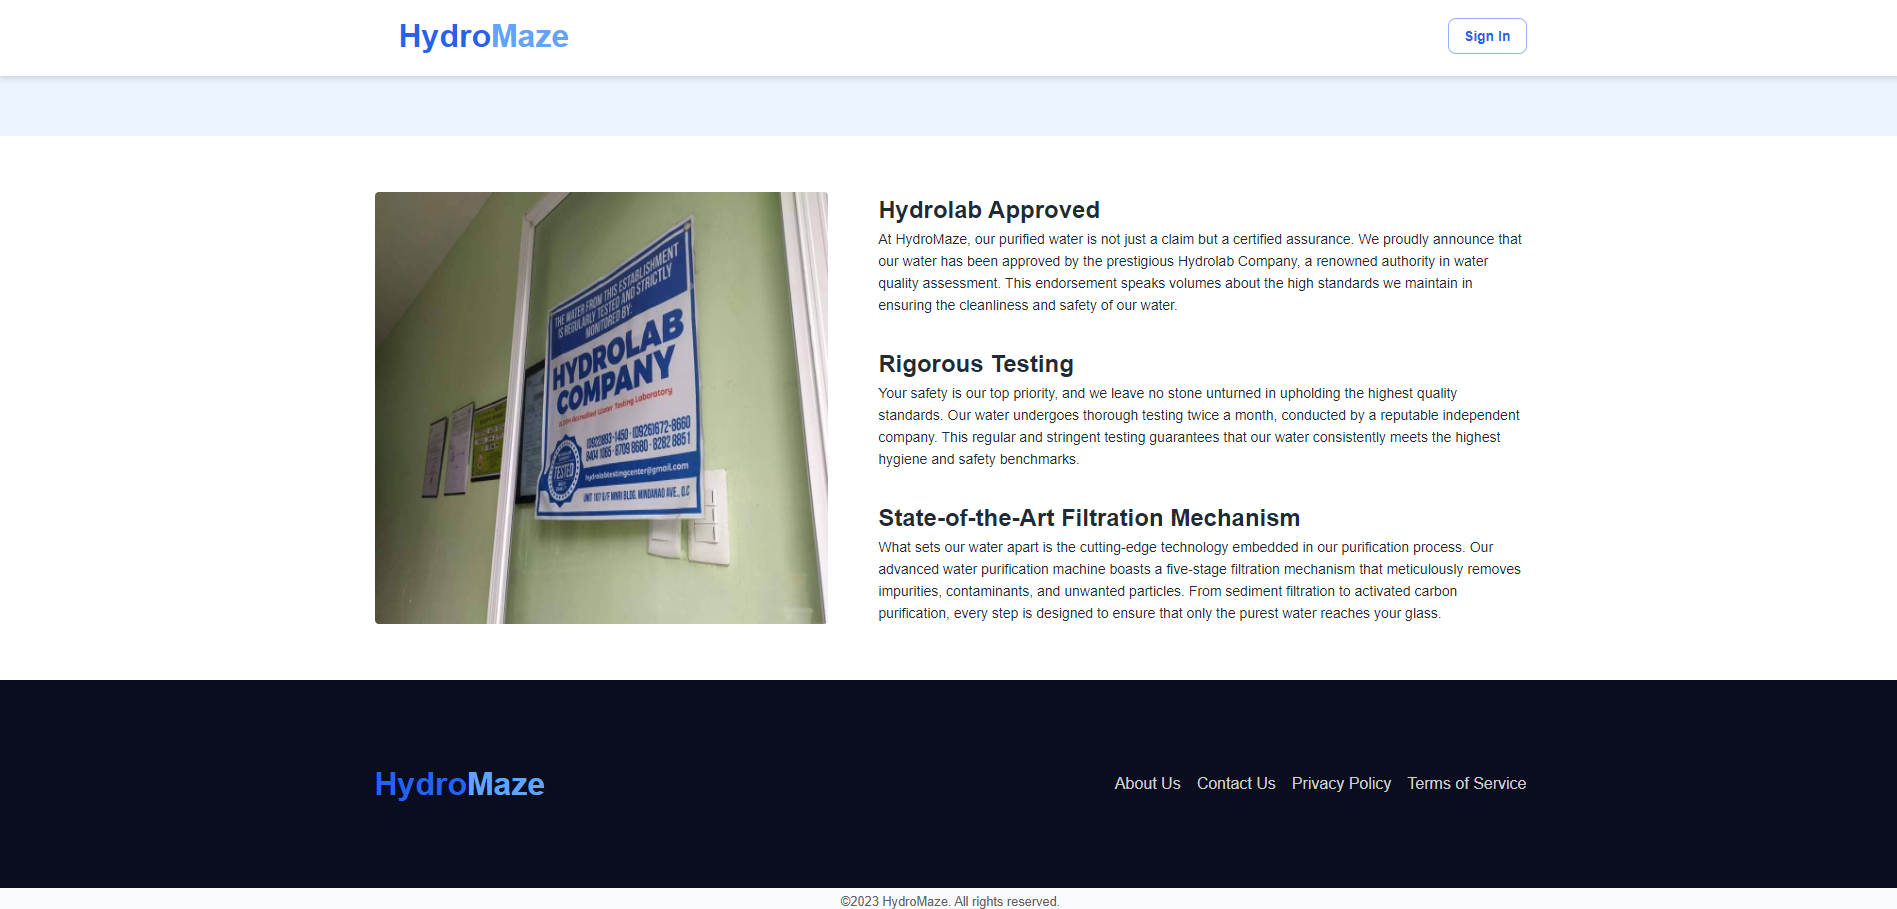 HydroMaze
Sign In
THE WATER FROM THIS ESTABLISHMENT
IS REGULARLY TESTED AND STRICTLY
MONITORED BY:
HYDROLAB
COMPANY
Accredited Water Testing Laboratory
(0922)893-1450 · (0926)672-8660
8404 1065 · 8709 8680 · 8282 8851
TESTED
hydrolabtestingcenter@gmail.com
BLDG. MINDANAO AVE., Q.C
Hydrolab Approved
At HydroMaze, our purified water is not just a claim but a certified assurance. We proudly announce that
our water has been approved by the prestigious Hydrolab Company, a renowned authority in water
quality assessment. This endorsement speaks volumes about the high standards we maintain in
ensuring the cleanliness and safety of our water.
Rigorous Testing
Your safety is our top priority, and we leave no stone unturned in upholding the highest quality
standards. Our water undergoes thorough testing twice a month, conducted by a reputable independent
company. This regular and stringent testing guarantees that our water consistently meets the highest
hygiene and safety benchmarks.
State-of-the-Art Filtration Mechanism
What sets our water apart is the cutting-edge technology embedded in our purification process. Our
advanced water purification machine boasts a five-stage filtration mechanism that meticulously removes
impurities, contaminants, and unwanted particles. From sediment filtration to activated carbon
purification, every step is designed to ensure that only the purest water reaches your glass.
HydroMaze
About Us Contact Us Privacy Policy Terms of Service
©2023 HydroMaze. All rights reserved.